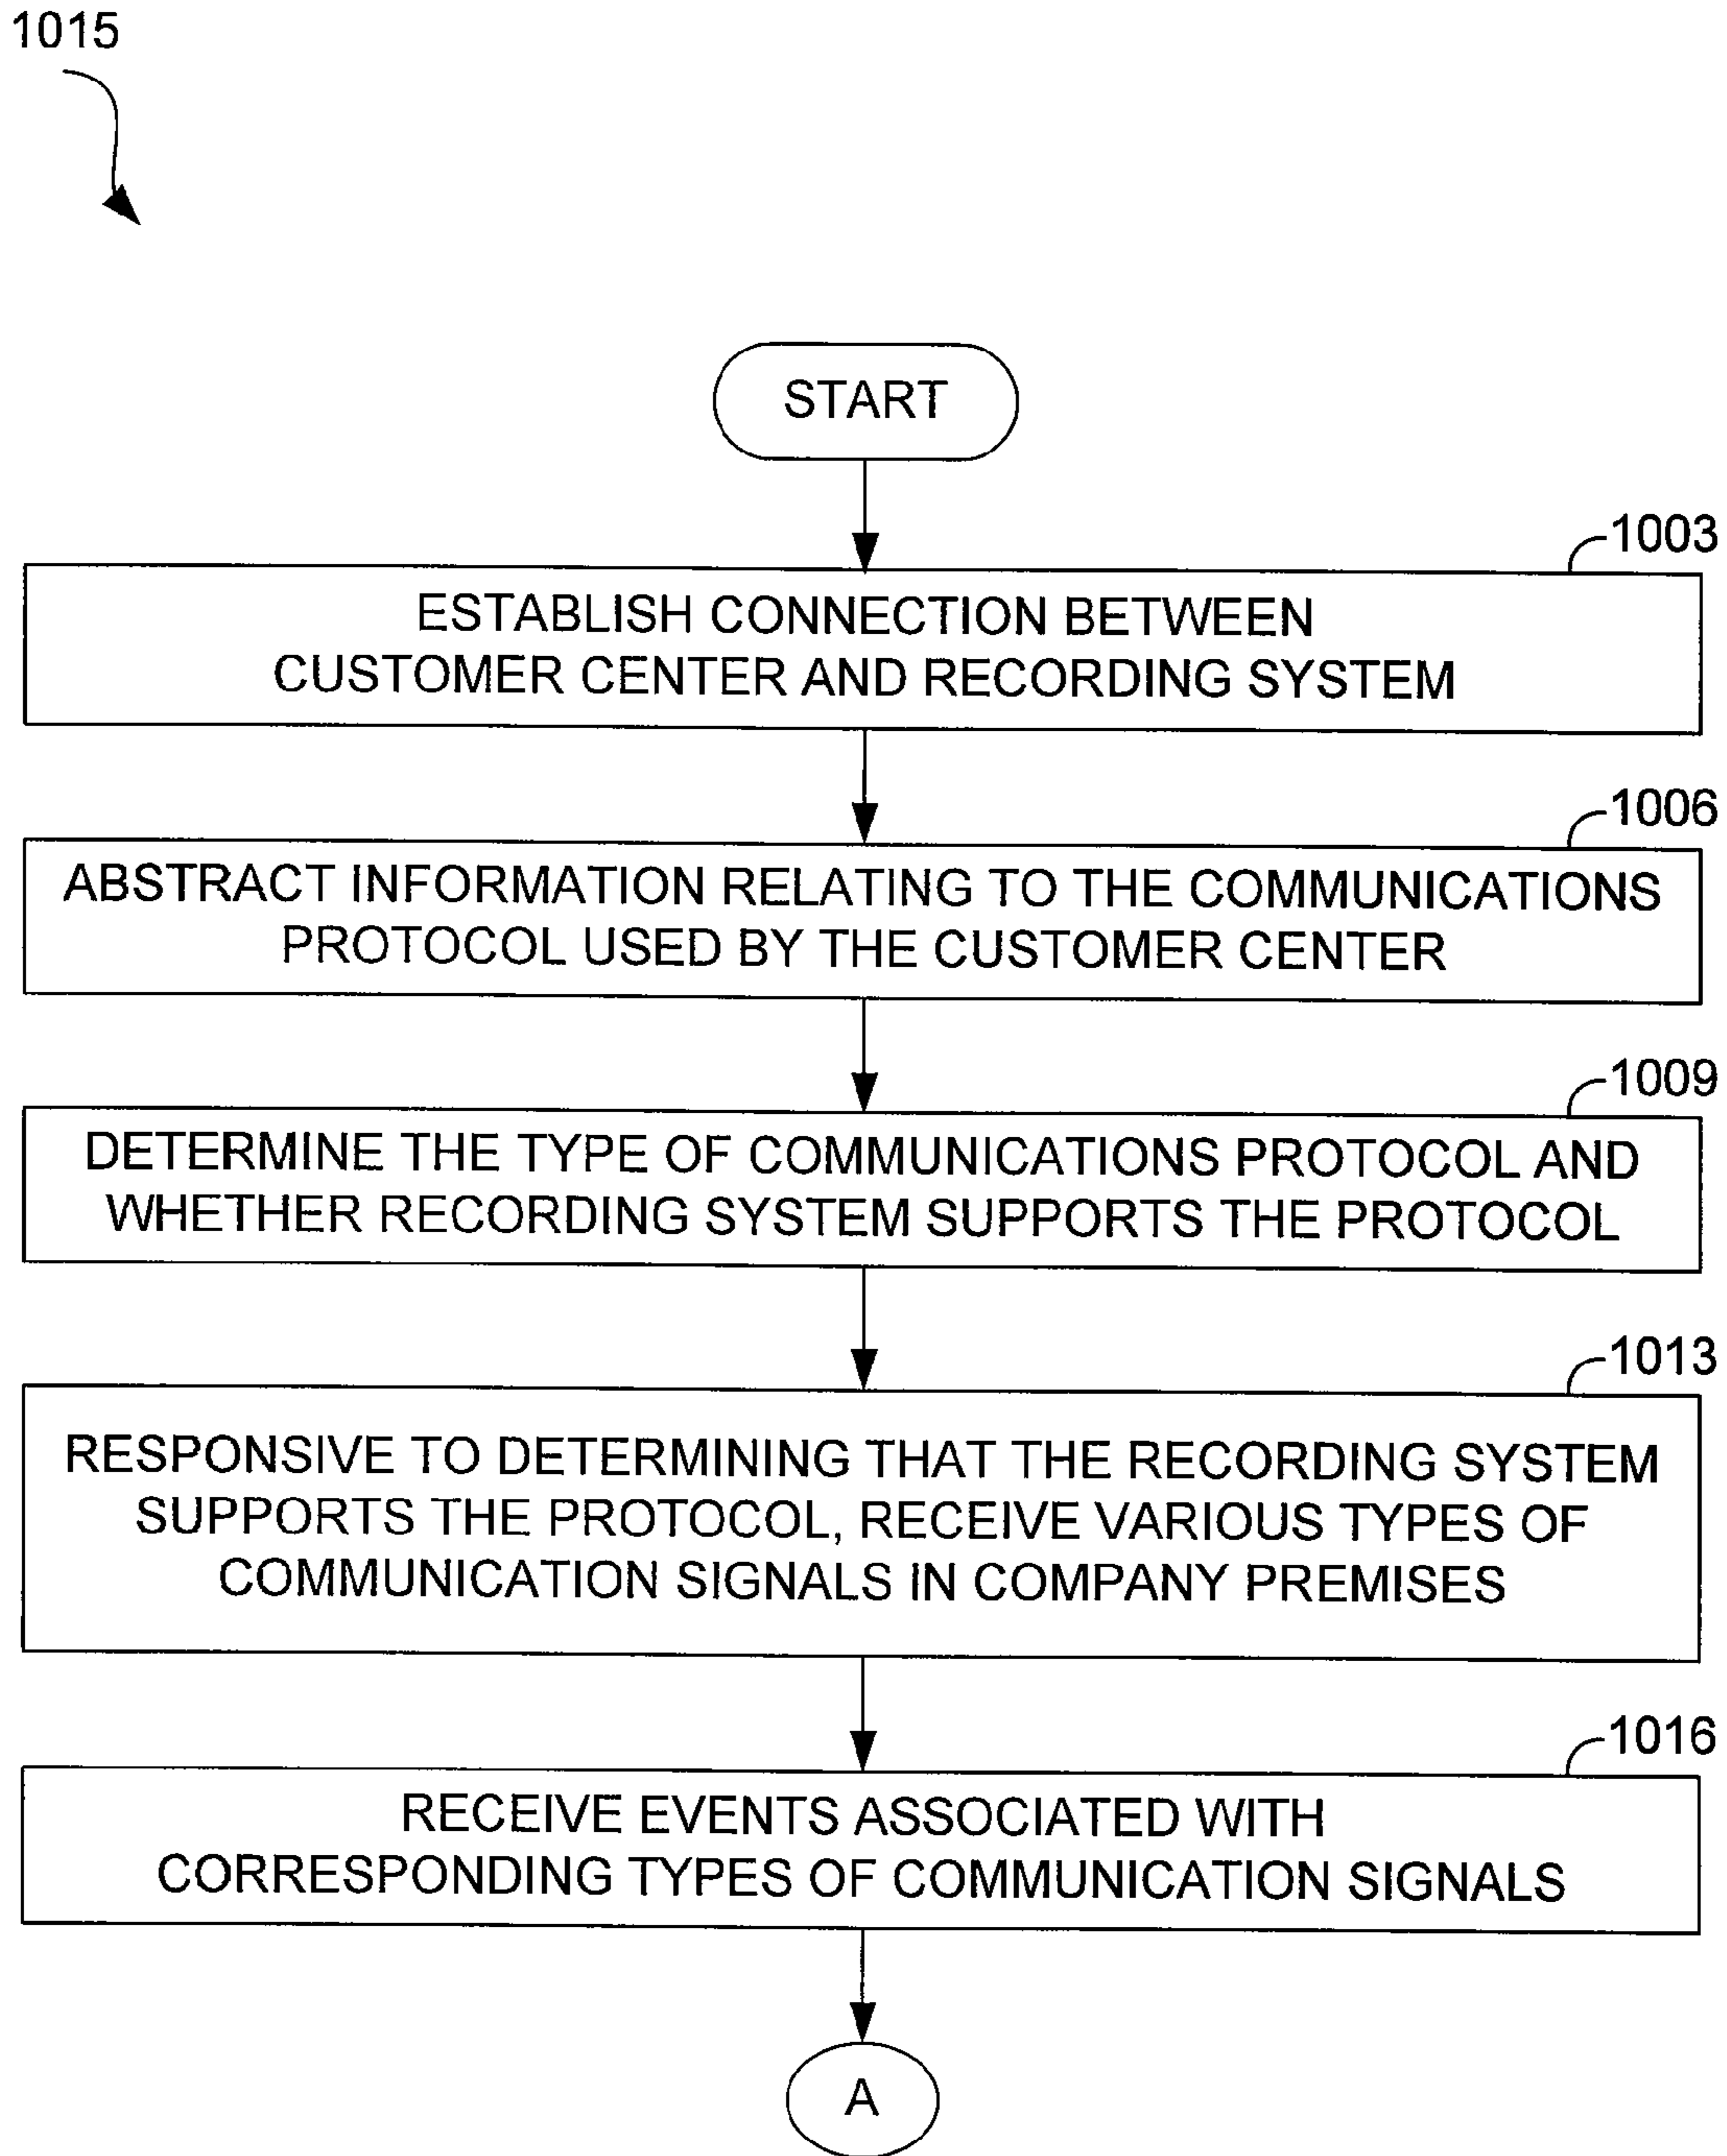 1015
START
1003
ESTABLISH CONNECTION BETWEEN
CUSTOMER CENTER AND RECORDING SYSTEM
1006
ABSTRACT INFORMATION RELATING TO THE COMMUNICATIONS
PROTOCOL USED BY THE CUSTOMER CENTER
1009
DETERMINE THE TYPE OF COMMUNICATIONS PROTOCOL AND
WHETHER RECORDING SYSTEM SUPPORTS THE PROTOCOL
1013
RESPONSIVE TO DETERMINING THAT THE RECORDING SYSTEM
SUPPORTS THE PROTOCOL, RECEIVE VARIOUS TYPES OF
COMMUNICATION SIGNALS IN COMPANY PREMISES
1016
RECEIVE EVENTS ASSOCIATED WITH
CORRESPONDING TYPES OF COMMUNICATION SIGNALS
A